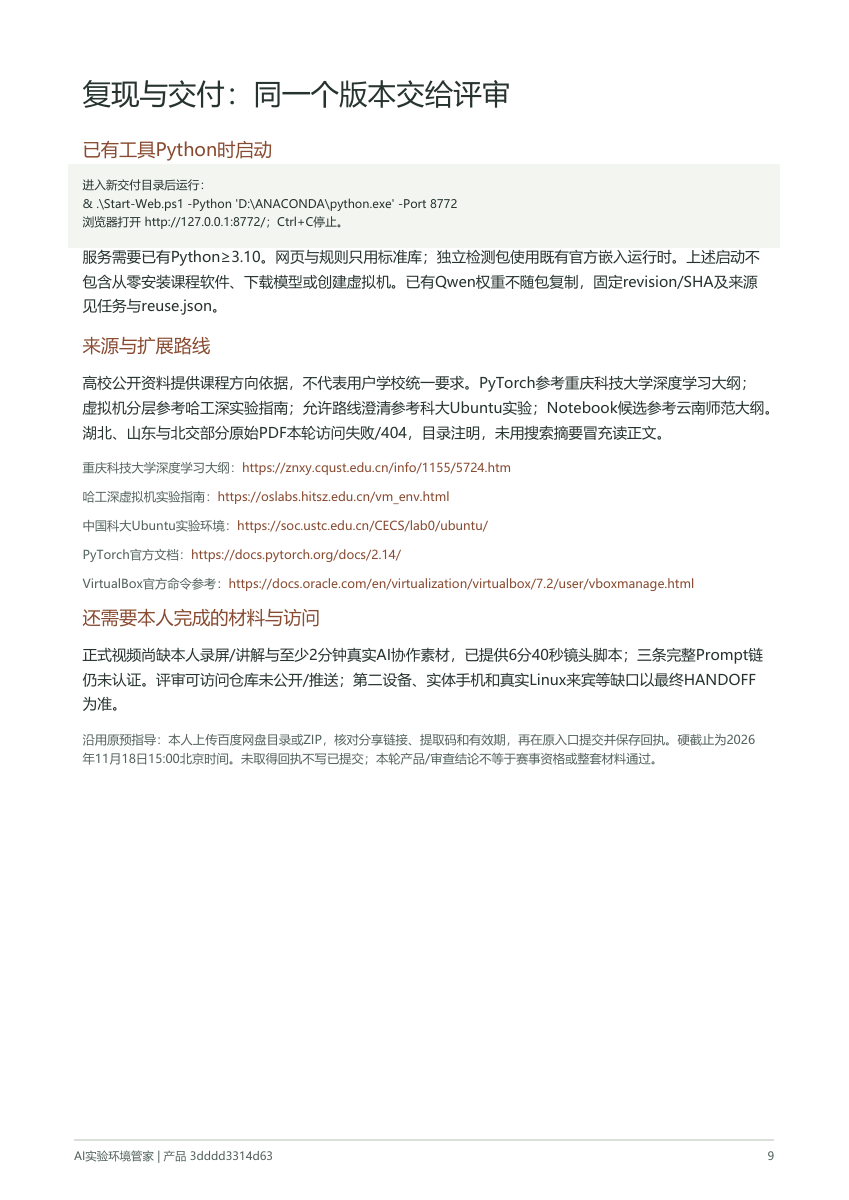 复现与交付：同一个版本交给评审
已有工具Python时启动
进入新交付目录后运行：
& .\Start-Web.ps1 -Python 'D:\ANACONDA\python.exe' -Port 8772
浏览器打开 http://127.0.0.1:8772/；Ctrl+C停止。
服务需要已有Python≥3.10。网页与规则只用标准库；独立检测包使用既有官方嵌入运行时。上述启动不
包含从零安装课程软件、下载模型或创建虚拟机。已有Qwen权重不随包复制，固定revision/SHA及来源
见任务与reuse.json。
来源与扩展路线
高校公开资料提供课程方向依据，不代表用户学校统一要求。PyTorch参考重庆科技大学深度学习大纲；
虚拟机分层参考哈工深实验指南；允许路线澄清参考科大Ubuntu实验；Notebook候选参考云南师范大纲。
湖北、山东与北交部分原始PDF本轮访问失败/404，目录注明，未用搜索摘要冒充读正文。
重庆科技大学深度学习大纲：https://znxy.cqust.edu.cn/info/1155/5724.htm
哈工深虚拟机实验指南：https://oslabs.hitsz.edu.cn/vm_env.html
中国科大Ubuntu实验环境：https://soc.ustc.edu.cn/CECS/lab0/ubuntu/
PyTorch官方文档：https://docs.pytorch.org/docs/2.14/
VirtualBox官方命令参考：https://docs.oracle.com/en/virtualization/virtualbox/7.2/user/vboxmanage.html
还需要本人完成的材料与访问
正式视频尚缺本人录屏/讲解与至少2分钟真实AI协作素材，已提供6分40秒镜头脚本；三条完整Prompt链
仍未认证。评审可访问仓库未公开/推送；第二设备、实体手机和真实Linux来宾等缺口以最终HANDOFF
为准。
沿用原预指导：本人上传百度网盘目录或ZIP，核对分享链接、提取码和有效期，再在原入口提交并保存回执。硬截止为2026
年11月18日15:00北京时间。未取得回执不写已提交；本轮产品/审查结论不等于赛事资格或整套材料通过。
AI实验环境管家 | 产品 3dddd3314d63
9